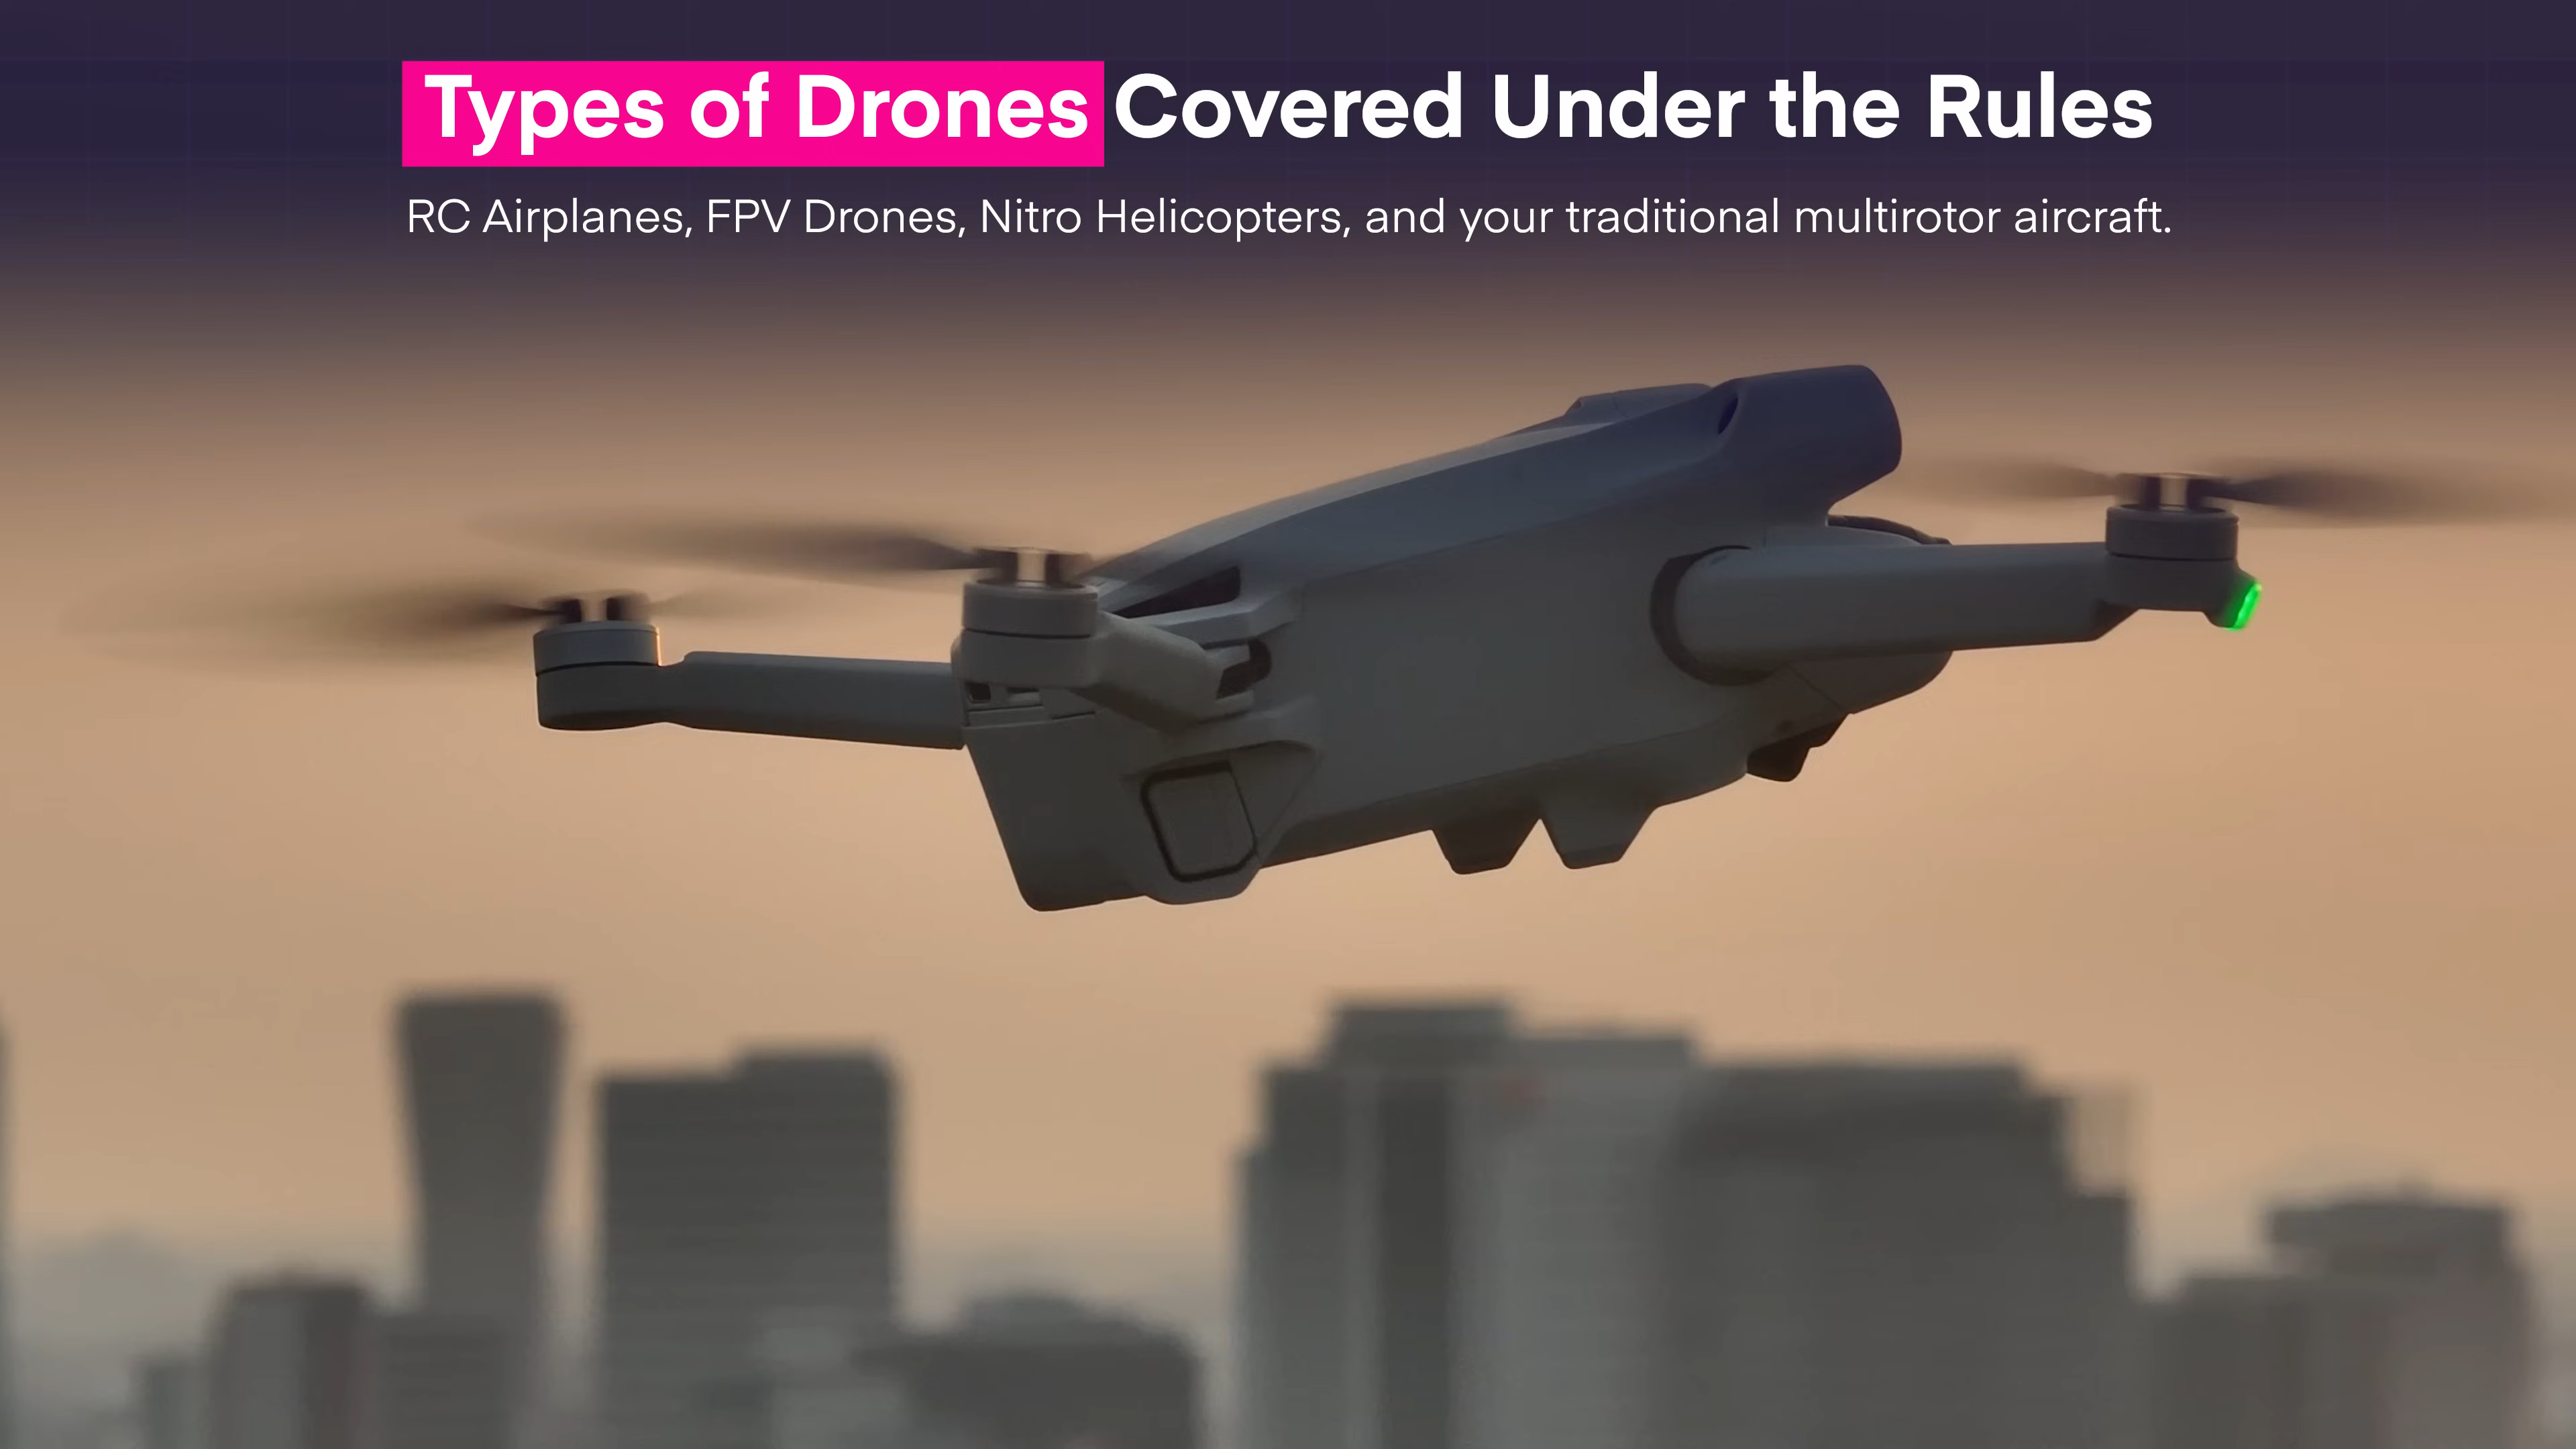 Types of Drones Covered Under the Rules
RC Airplanes, FPV Drones, Nitro Helicopters, and your traditional multirotor aircraft.